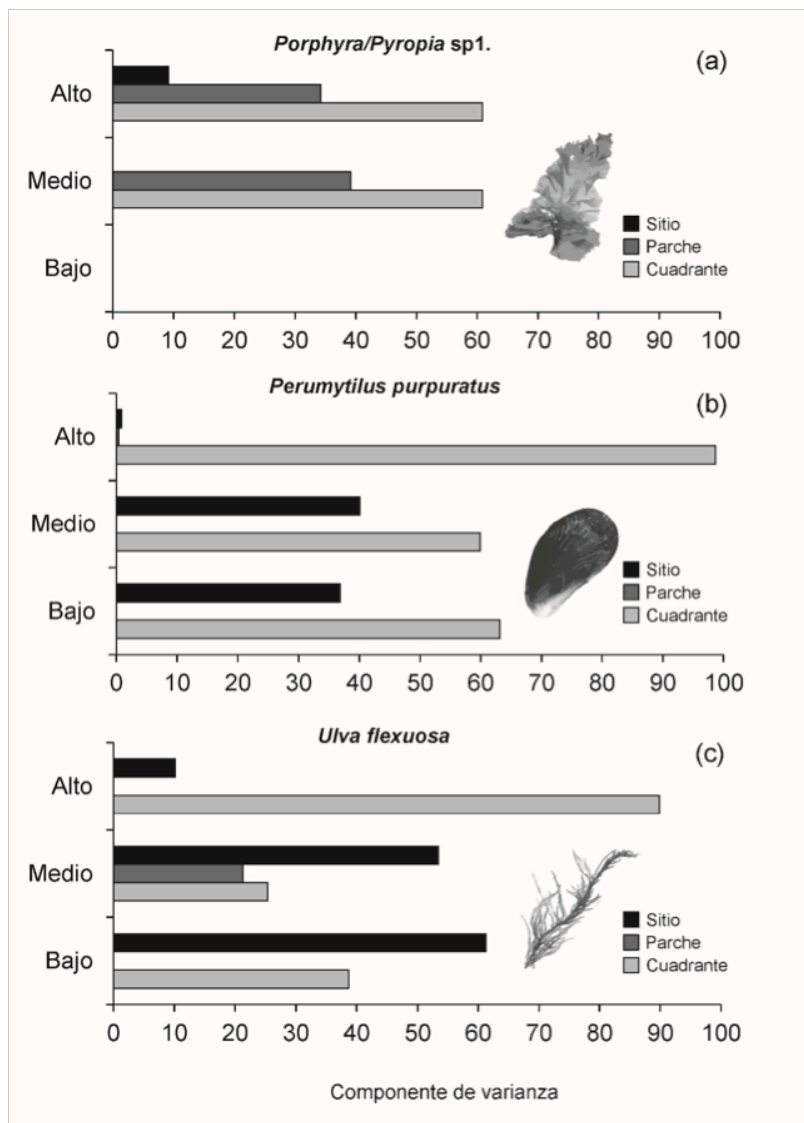 Porphyra/Pyropia sp1.
(a)
Alto
Medio
Bajo
Sitio
Parche
Cuadrante
0 10 20 30 40 50 60 70 80 90 100
Perumytilus purpuratus
(b)
Alto
Medio
Bajo
Sitio
Parche
Cuadrante
0 10 20 30 40 50 60 70 80 90 100
Ulva flexuosa
(c)
Alto
Medio
Bajo
Sitio
Parche
Cuadrante
0 10 20 30 40 50 60 70 80 90 100
Componente de varianza